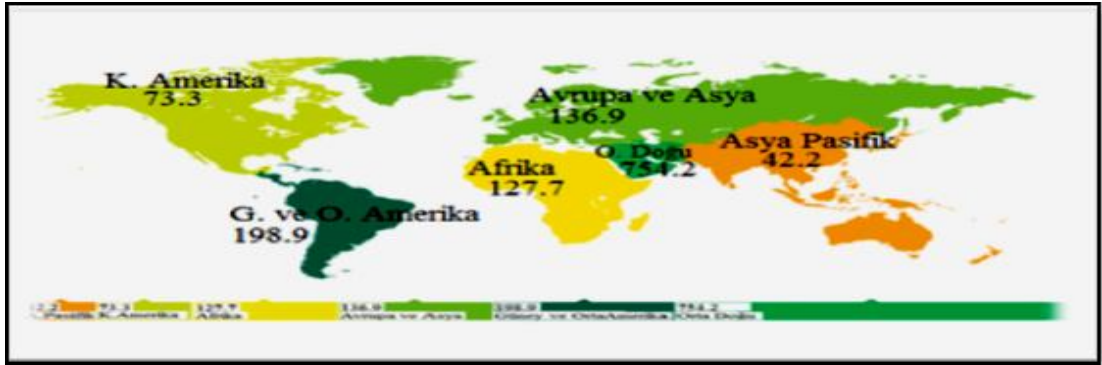 K. Amerika
73.3
Avrupa ve Asya
136.9
Asya Pasifik
42.2
O. Doğu
754.2
Afrika
127.7
G. ve O. Amerika
198.9
2.2 73.3 127.7 136.9 198.9 754.2
Pasifik K.Amerika Afrika Avrupa ve Asya Güney ve OrtaAmerika Orta Doğu